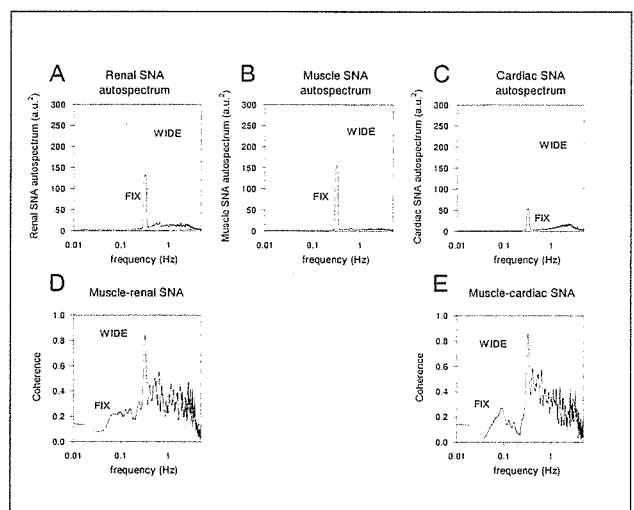 A
Renal SNA
autospectrum
Renal SNA autospectrum (a.u.²)
300
250
200
150
100
50
0
WIDE
FIX
0.01 0.1 1
frequency (Hz)
B
Muscle SNA
autospectrum
Muscle SNA autospectrum (a.u.²)
300
250
200
150
100
50
0
WIDE
FIX
0.01 0.1 1
frequency (Hz)
C
Cardiac SNA
autospectrum
Cardiac SNA autospectrum (a.u.²)
300
250
200
150
100
50
0
WIDE
FIX
0.01 0.1 1
frequency (Hz)
D
Muscle-renal SNA
Coherence
1.0
0.8
0.6
0.4
0.2
0.0
WIDE
FIX
0.01 0.1 1
frequency (Hz)
E
Muscle-cardiac SNA
Coherence
1.0
0.8
0.6
0.4
0.2
0.0
WIDE
FIX
0.01 0.1 1
frequency (Hz)